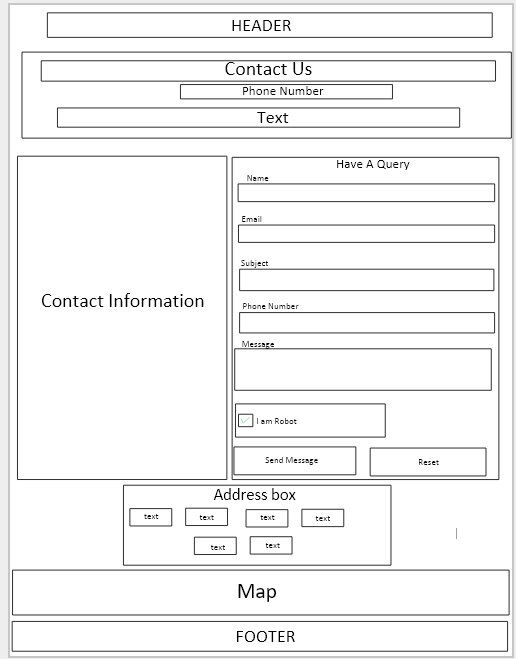 HEADER
Contact Us
Phone Number
Text
Contact Information
Have A Query
Name
Email
Subject
Phone Number
Message
I am Robot
Send Message
Reset
Address box
text
text
text
text
text
text
Map
FOOTER